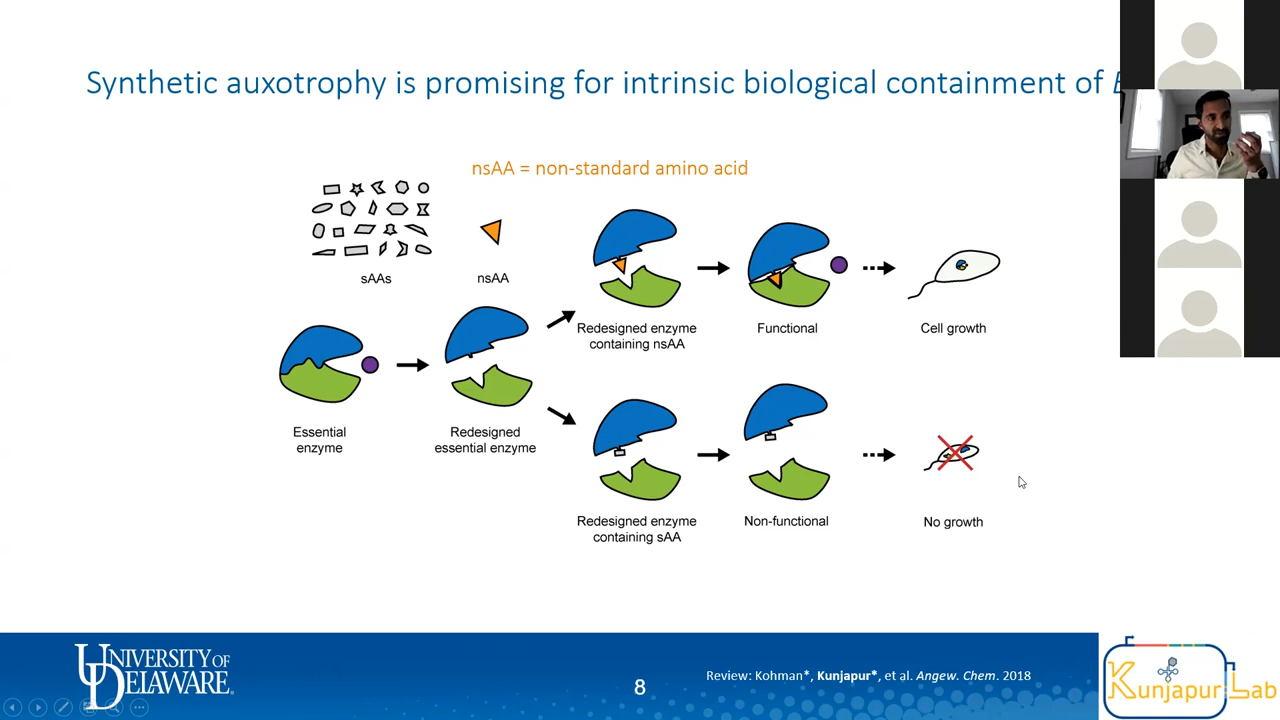 Synthetic auxotrophy is promising for intrinsic biological containment of
nsAA = non-standard amino acid
sAAs
nsAA
Redesigned enzyme
containing nsAA
Functional
Cell growth
Essential
enzyme
Redesigned
essential enzyme
Redesigned enzyme
containing sAA
Non-functional
No growth
UNIVERSITY OF
DELAWARE
8
Review: Kohman*, Kunjapur*, et al. Angew. Chem. 2018
Kunjapur Lab